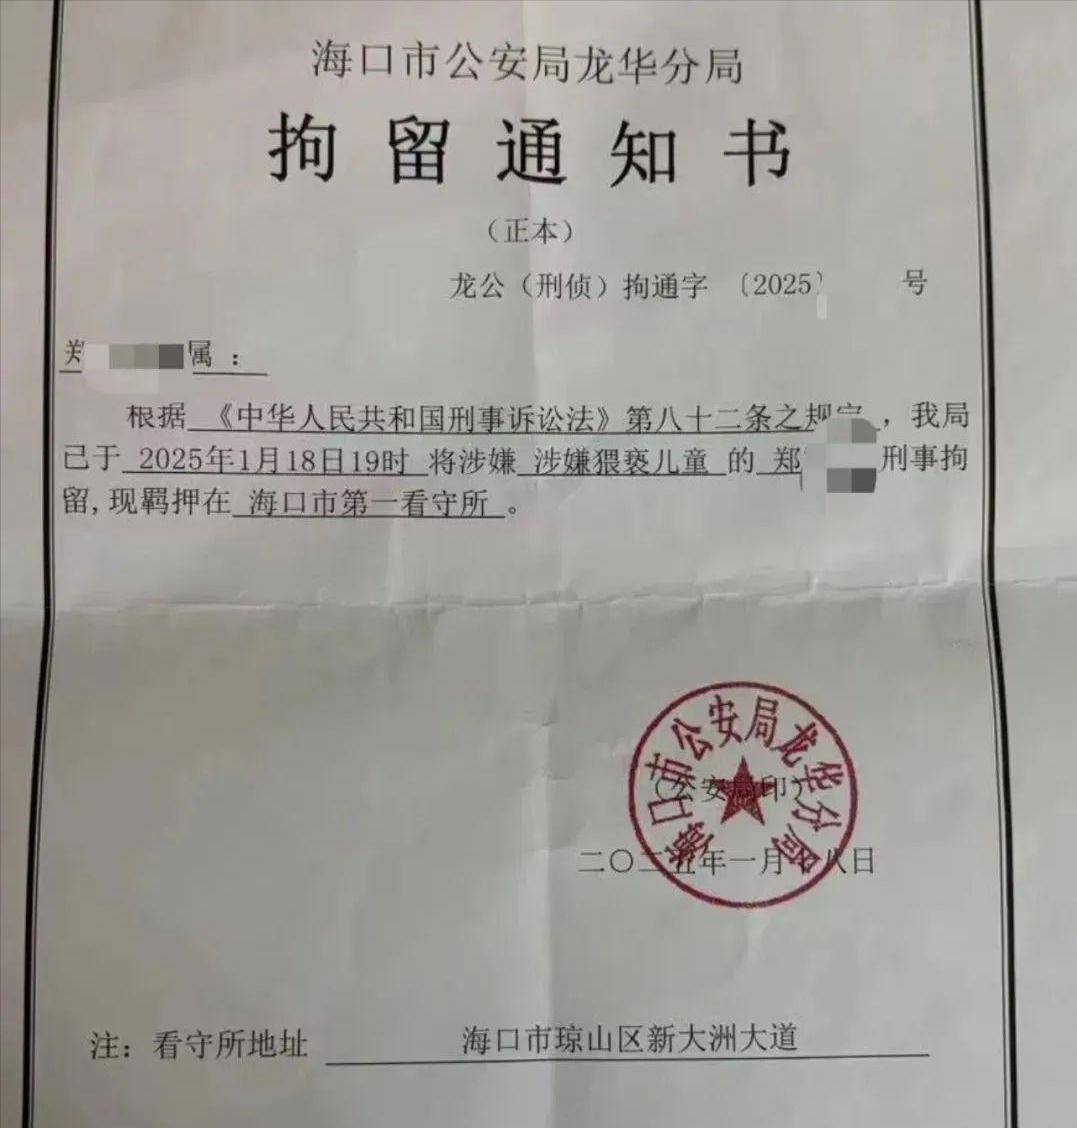 海口市公安局龙华分局
拘留通知书
（正本）
龙公（刑侦）拘通字 〔2025〕 号
郑 属：
根据 《中华人民共和国刑事诉讼法》第八十二条之规定 ，我局
已于 2025年1月18日19时 将涉嫌 涉嫌猥亵儿童 的 郑 刑事拘
留,现羁押在 海口市第一看守所 。
海口市公安局龙华分局
（公安局印）
二〇二五年一月 八日
注：看守所地址 海口市琼山区新大洲大道